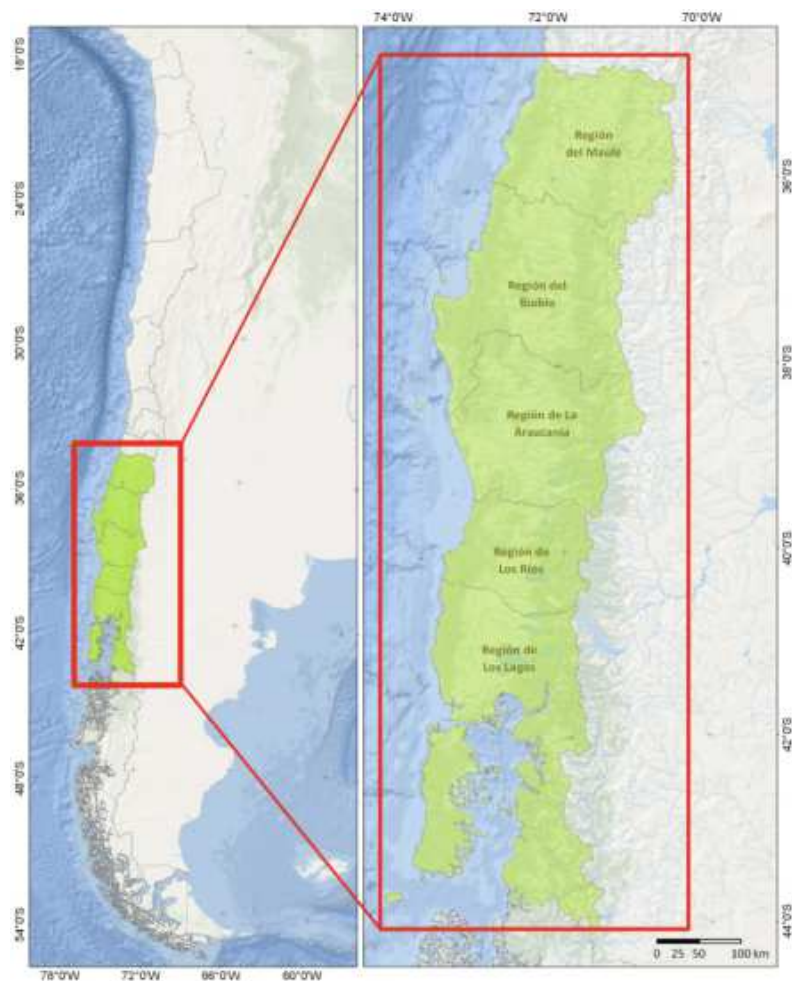 74°0'W 72°0'W 70°0'W
18°0'S
24°0'S
30°0'S
36°0'S
42°0'S
48°0'S
54°0'S
Región
del Maule
Región del
Biobío
Región de La
Araucanía
Región de
Los Ríos
Región de
Los Lagos
36°0'S
38°0'S
40°0'S
42°0'S
44°0'S
0 25 50 100 km
78°0'W 72°0'W 66°0'W 60°0'W